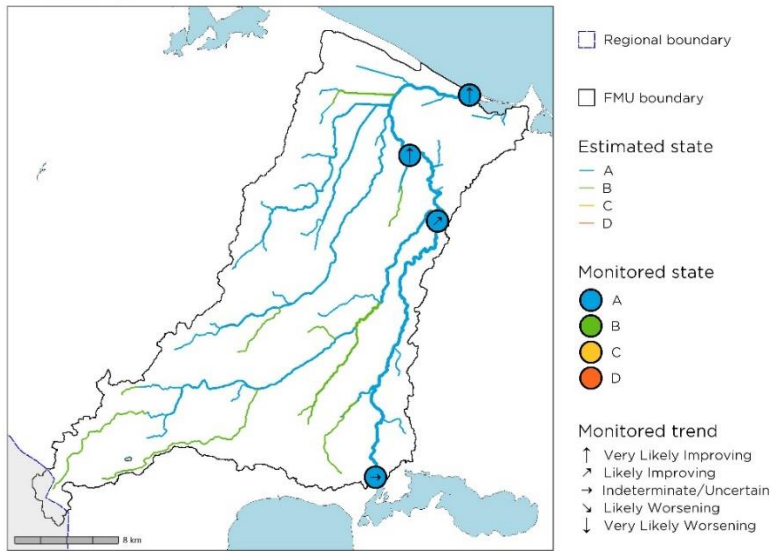 Regional boundary
FMU boundary
Estimated state
A
B
C
D
Monitored state
A
B
C
D
Monitored trend
↑ Very Likely Improving
↗ Likely Improving
→ Indeterminate/Uncertain
↘ Likely Worsening
↓ Very Likely Worsening
8 km